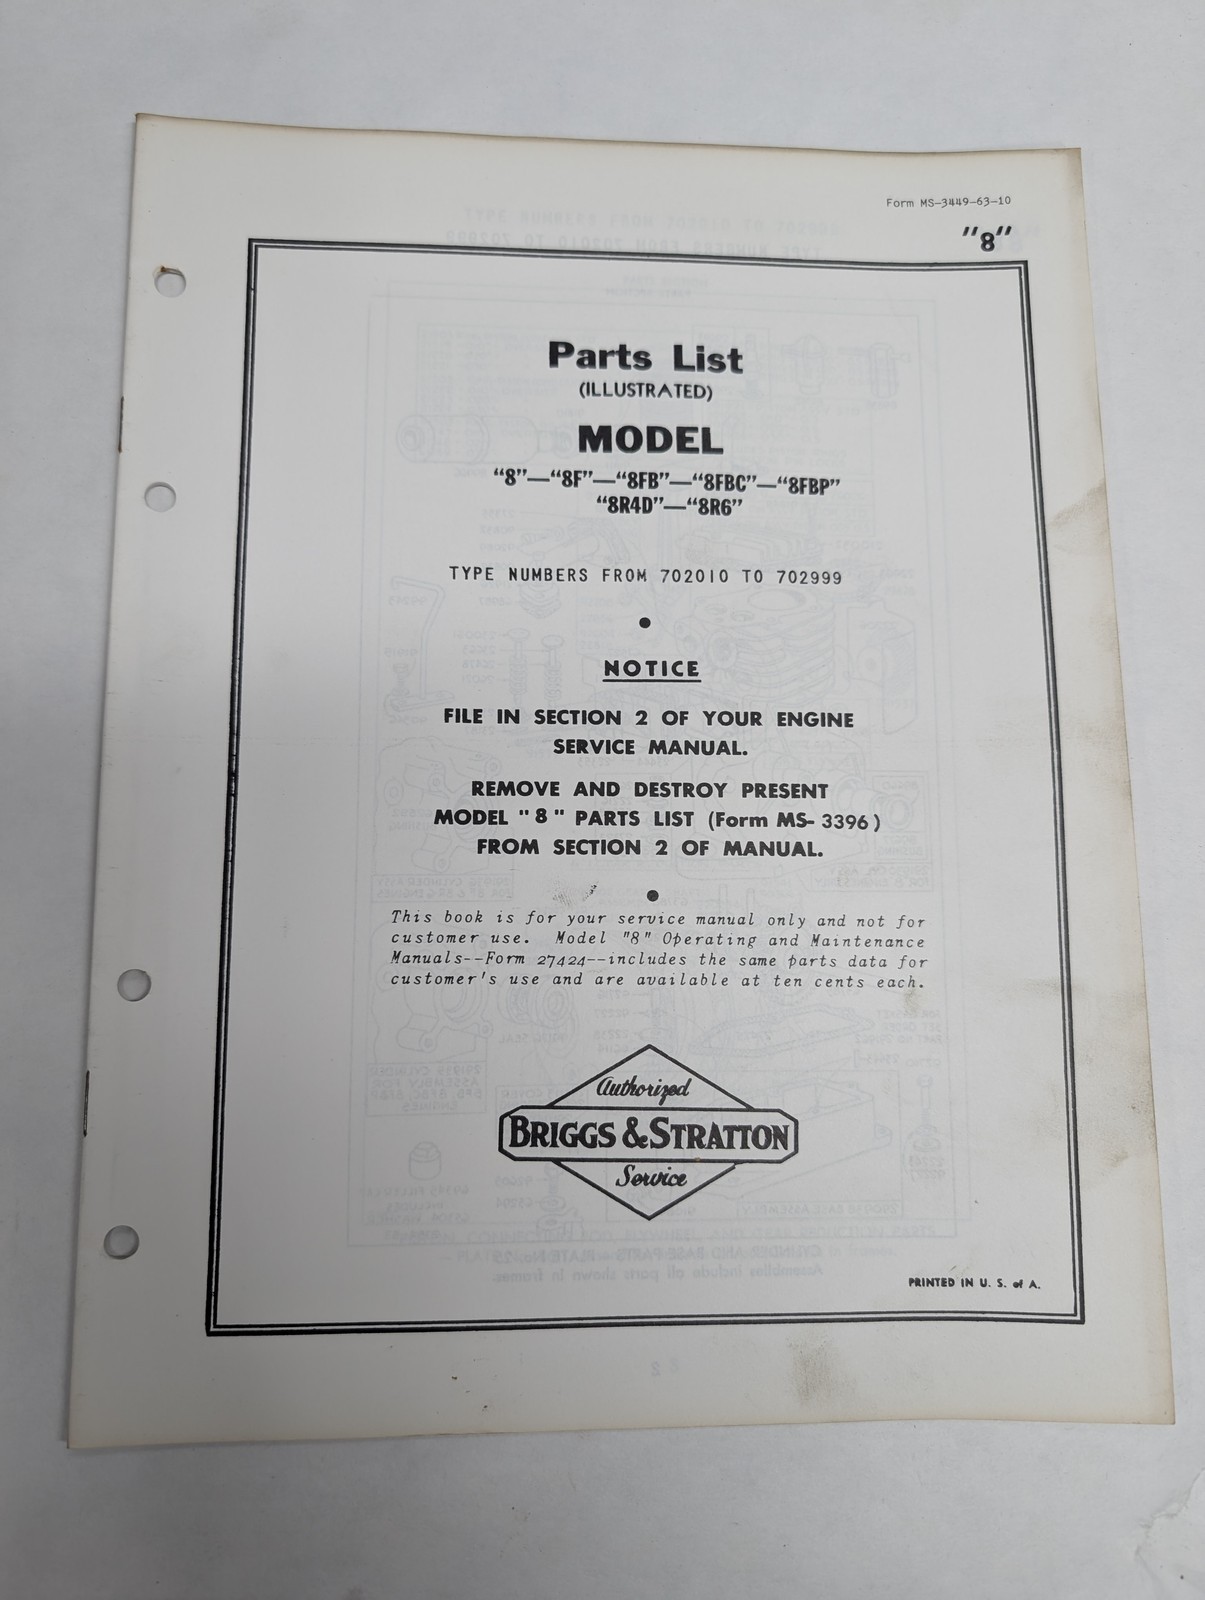 Form MS-3449-63-10
"8"
Parts List
(ILLUSTRATED)
MODEL
“8”—“8F”—“8FB”—“8FBC”—“8FBP”
“8R4D”—“8R6”
TYPE NUMBERS FROM 702010 TO 702999
NOTICE
FILE IN SECTION 2 OF YOUR ENGINE
SERVICE MANUAL.
REMOVE AND DESTROY PRESENT
MODEL "8" PARTS LIST (Form MS- 3396)
FROM SECTION 2 OF MANUAL.
This book is for your service manual only and not for
customer use. Model "8" Operating and Maintenance
Manuals--Form 27424--includes the same parts data for
customer's use and are available at ten cents each.
Authorized
BRIGGS & STRATTON
Service
PRINTED IN U. S. of A.